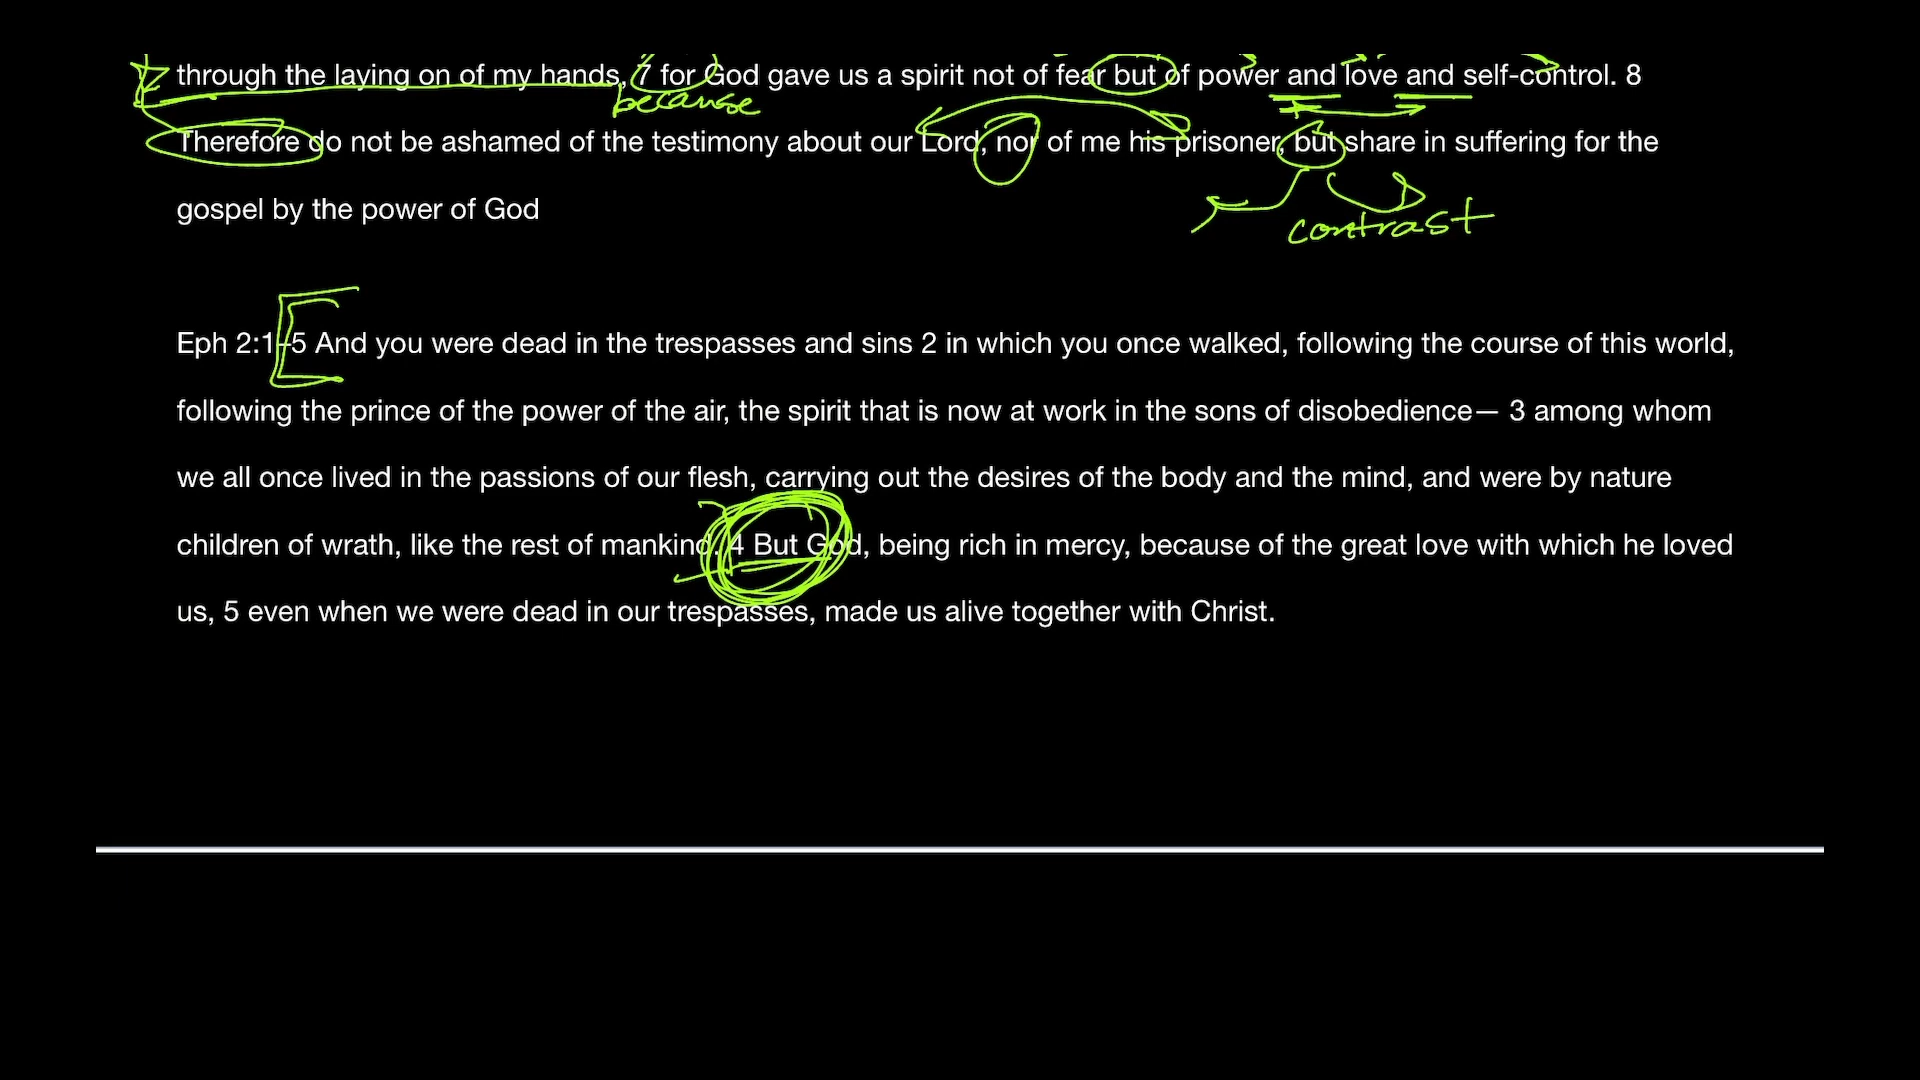 through the laying on of my hands, 7 for God gave us a spirit not of fear but of power and love and self-control. 8
because
Therefore do not be ashamed of the testimony about our Lord, nor of me his prisoner, but share in suffering for the
gospel by the power of God
contrast
Eph 2:1-5 And you were dead in the trespasses and sins 2 in which you once walked, following the course of this world,
following the prince of the power of the air, the spirit that is now at work in the sons of disobedience— 3 among whom
we all once lived in the passions of our flesh, carrying out the desires of the body and the mind, and were by nature
children of wrath, like the rest of mankind. 4 But God, being rich in mercy, because of the great love with which he loved
us, 5 even when we were dead in our trespasses, made us alive together with Christ.